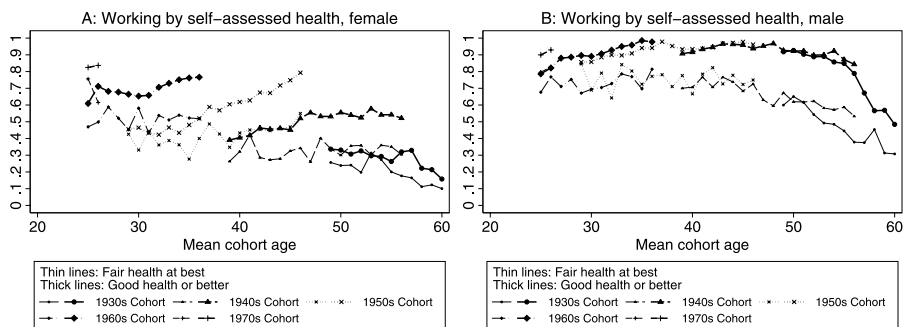 A: Working by self−assessed health, female
0 .1 .2 .3 .4 .5 .6 .7 .8 .9 1
20 30 40 50 60
Mean cohort age
Thin lines: Fair health at best
Thick lines: Good health or better
1930s Cohort 1940s Cohort 1950s Cohort
1960s Cohort 1970s Cohort
B: Working by self−assessed health, male
0 .1 .2 .3 .4 .5 .6 .7 .8 .9 1
20 30 40 50 60
Mean cohort age
Thin lines: Fair health at best
Thick lines: Good health or better
1930s Cohort 1940s Cohort 1950s Cohort
1960s Cohort 1970s Cohort